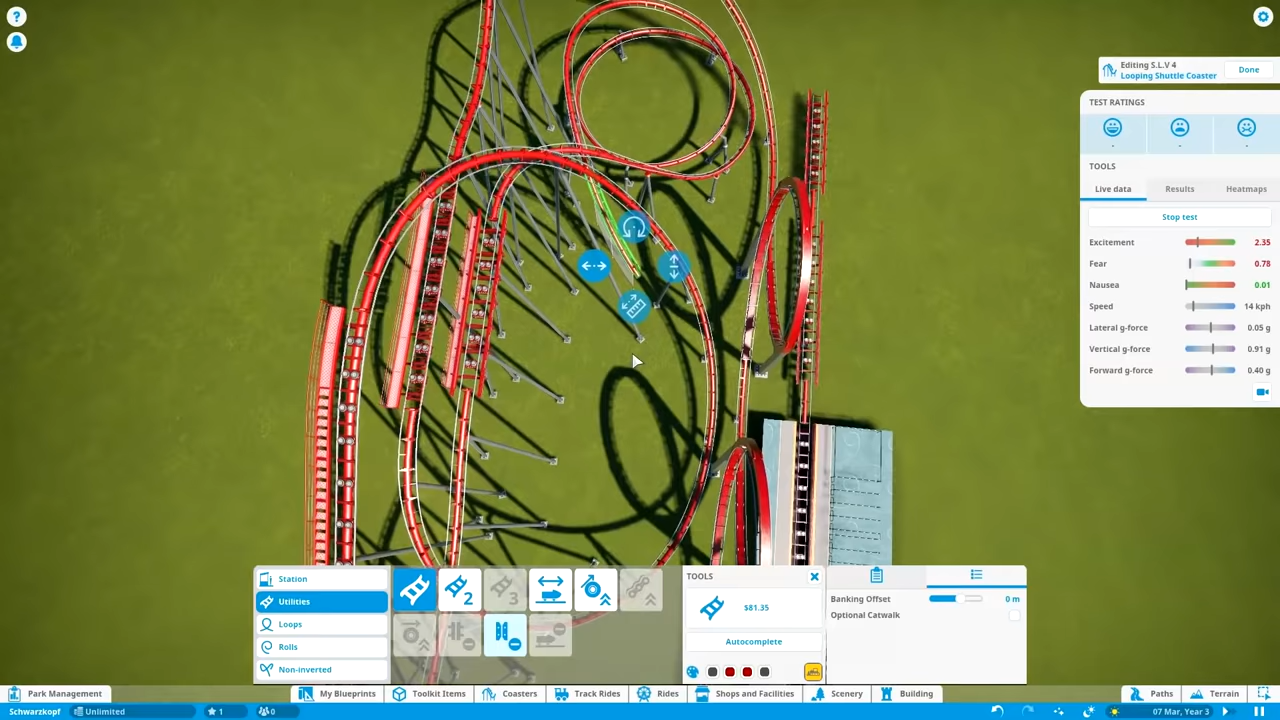 ?
Editing S.L.V 4
Looping Shuttle Coaster
Done
TEST RATINGS
- - -
TOOLS
Live data Results Heatmaps
Stop test
Excitement 2.35
Fear 0.78
Nausea 0.01
Speed 14 kph
Lateral g-force 0.05 g
Vertical g-force 0.91 g
Forward g-force 0.40 g
Station
Utilities
Loops
Rolls
Non-inverted
2
3
TOOLS
$81.35
Autocomplete
Banking Offset 0 m
Optional Catwalk
Park Management My Blueprints Toolkit Items Coasters Track Rides Rides Shops and Facilities Scenery Building Paths Terrain
Schwarzkopf Unlimited 1 0 07 Mar, Year 3